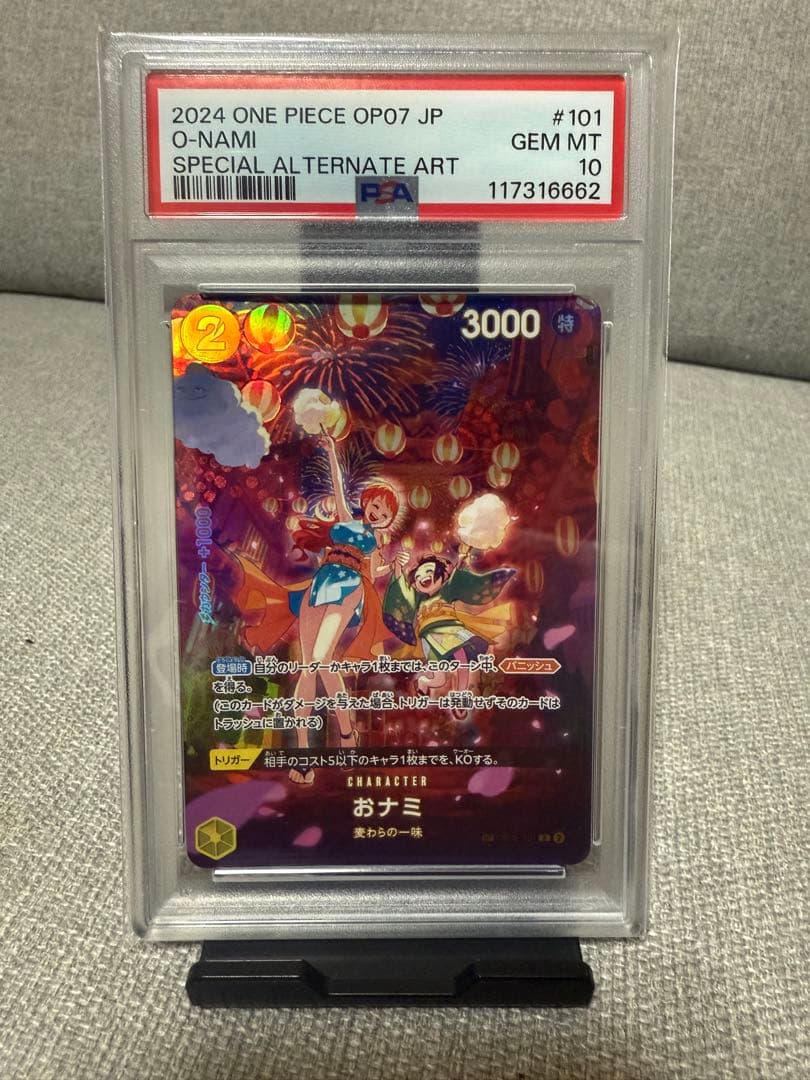 2024 ONE PIECE OP07 JP #101
O-NAMI GEM MT
SPECIAL ALTERNATE ART 10
PSA 117316662
2 3000 特
カウンター +1000
登場時 自分のリーダーかキャラ1枚までは、このターン中、バニッシュ
を得る。
(このカードがダメージを与えた場合、トリガーは発動せずそのカードは
トラッシュに置かれる)
トリガー 相手のコスト5以下のキャラ1枚までを、KOする。
CHARACTER
おナミ
麦わらの一味